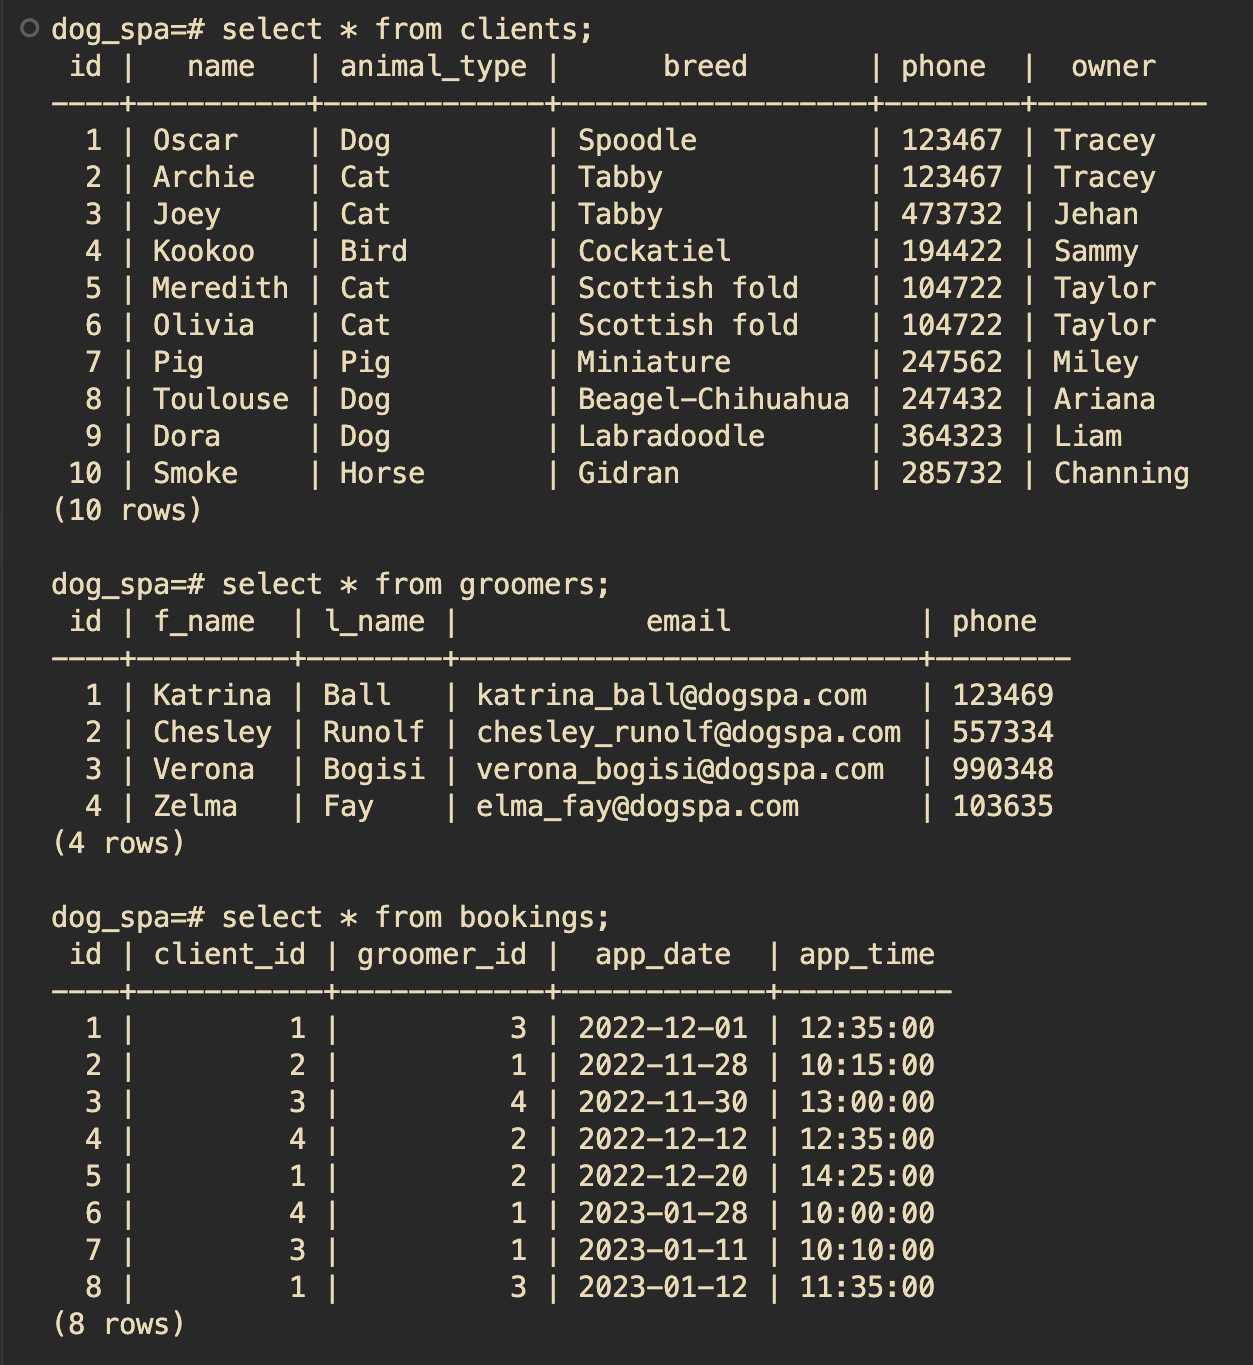 dog_spa=# select * from clients;
 id |   name   | animal_type |      breed       | phone  |  owner
----+----------+-------------+------------------+--------+----------
  1 | Oscar    | Dog         | Spoodle          | 123467 | Tracey
  2 | Archie   | Cat         | Tabby            | 123467 | Tracey
  3 | Joey     | Cat         | Tabby            | 473732 | Jehan
  4 | Kookoo   | Bird        | Cockatiel        | 194422 | Sammy
  5 | Meredith | Cat         | Scottish fold    | 104722 | Taylor
  6 | Olivia   | Cat         | Scottish fold    | 104722 | Taylor
  7 | Pig      | Pig         | Miniature        | 247562 | Miley
  8 | Toulouse | Dog         | Beagel-Chihuahua | 247432 | Ariana
  9 | Dora     | Dog         | Labradoodle      | 364323 | Liam
 10 | Smoke    | Horse       | Gidran           | 285732 | Channing
(10 rows)

dog_spa=# select * from groomers;
 id | f_name  | l_name |           email           | phone
----+---------+--------+---------------------------+--------
  1 | Katrina | Ball   | katrina_ball@dogspa.com   | 123469
  2 | Chesley | Runolf | chesley_runolf@dogspa.com | 557334
  3 | Verona  | Bogisi | verona_bogisi@dogspa.com  | 990348
  4 | Zelma   | Fay    | elma_fay@dogspa.com       | 103635
(4 rows)

dog_spa=# select * from bookings;
 id | client_id | groomer_id |  app_date  | app_time
----+-----------+------------+------------+----------
  1 |         1 |          3 | 2022-12-01 | 12:35:00
  2 |         2 |          1 | 2022-11-28 | 10:15:00
  3 |         3 |          4 | 2022-11-30 | 13:00:00
  4 |         4 |          2 | 2022-12-12 | 12:35:00
  5 |         1 |          2 | 2022-12-20 | 14:25:00
  6 |         4 |          1 | 2023-01-28 | 10:00:00
  7 |         3 |          1 | 2023-01-11 | 10:10:00
  8 |         1 |          3 | 2023-01-12 | 11:35:00
(8 rows)